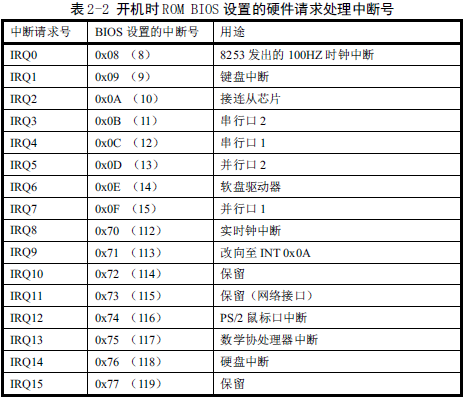 表 2-2 开机时 ROM BIOS 设置的硬件请求处理中断号
中断请求号 BIOS 设置的中断号 用途
IRQ0 0x08 (8) 8253 发出的 100HZ 时钟中断
IRQ1 0x09 (9) 键盘中断
IRQ2 0x0A (10) 接连从芯片
IRQ3 0x0B (11) 串行口 2
IRQ4 0x0C (12) 串行口 1
IRQ5 0x0D (13) 并行口 2
IRQ6 0x0E (14) 软盘驱动器
IRQ7 0x0F (15) 并行口 1
IRQ8 0x70 (112) 实时钟中断
IRQ9 0x71 (113) 改向至 INT 0x0A
IRQ10 0x72 (114) 保留
IRQ11 0x73 (115) 保留(网络接口)
IRQ12 0x74 (116) PS/2 鼠标口中断
IRQ13 0x75 (117) 数学协处理器中断
IRQ14 0x76 (118) 硬盘中断
IRQ15 0x77 (119) 保留